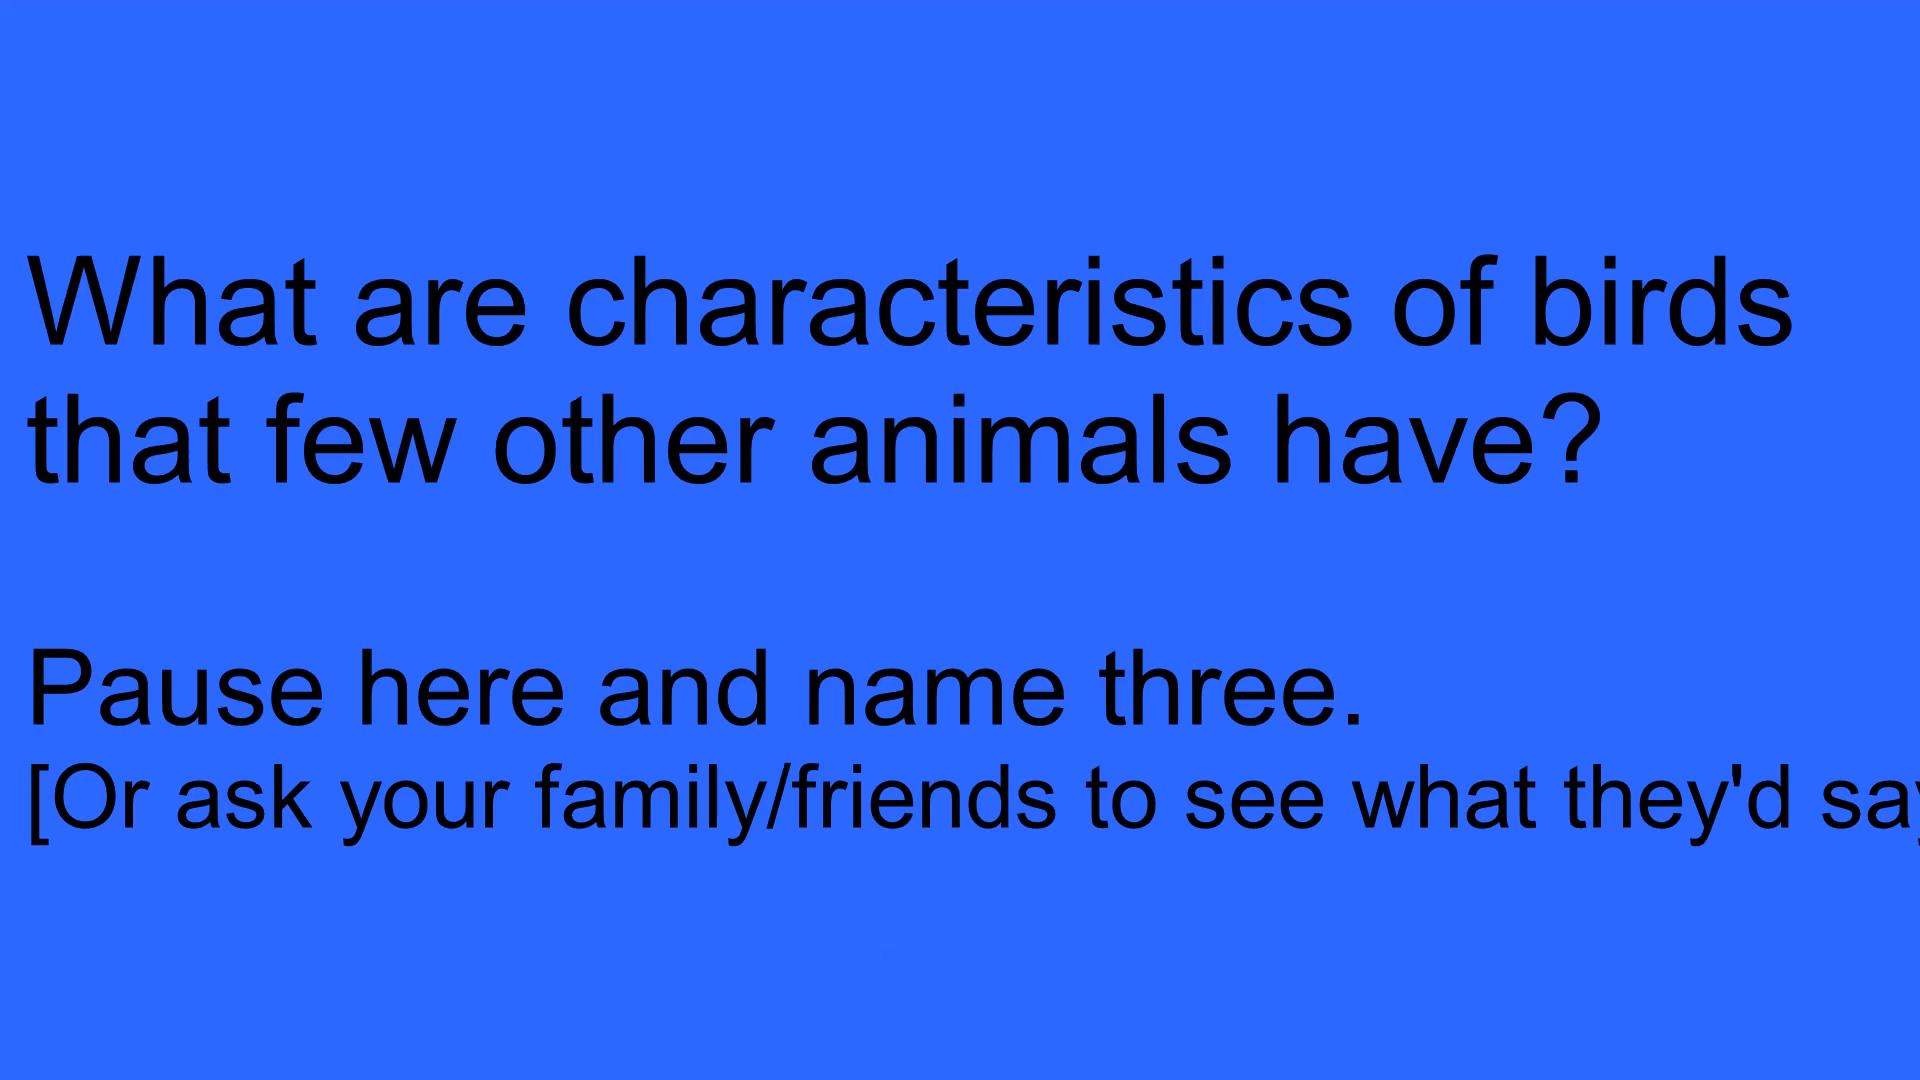 What are characteristics of birds
that few other animals have?
Pause here and name three.
[Or ask your family/friends to see what they'd say